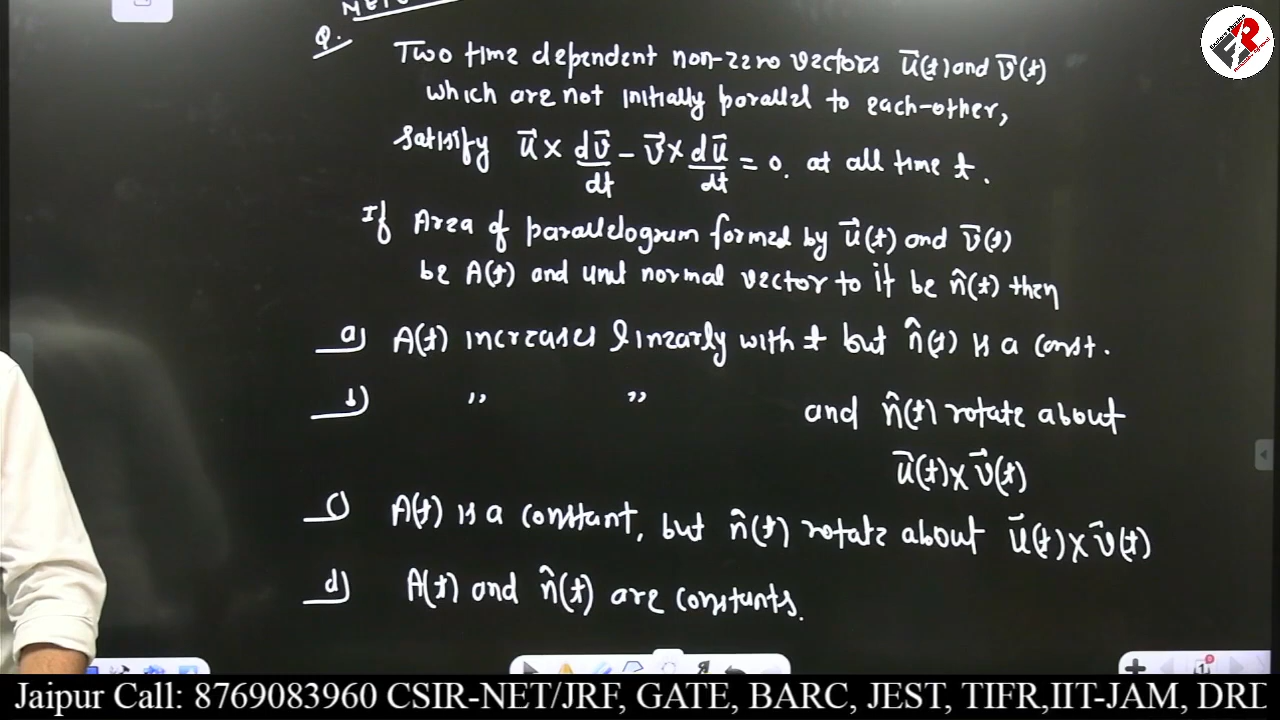 Q.
Two time dependent non-zero vectors u⃗(t) and v⃗(t)
which are not initially parallel to each-other,
satisfy u⃗ × dv⃗/dt - v⃗ × du⃗/dt = 0. at all time t.
If Area of parallelogram formed by u⃗(t) and v⃗(t)
be A(t) and unit normal vector to it be n̂(t) then
a) A(t) increases linearly with t but n̂(t) is a const.
b) ,, ,, and n̂(t) rotate about
u⃗(t) × v⃗(t)
c) A(t) is a constant, but n̂(t) rotate about u⃗(t) × v⃗(t)
d) A(t) and n̂(t) are constants.
Jaipur Call: 8769083960 CSIR-NET/JRF, GATE, BARC, JEST, TIFR,IIT-JAM, DRD